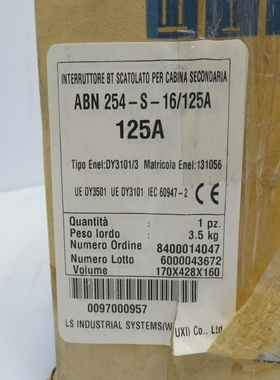 INTERRUTTORE BT SCATOLATO PER CABINA SECONDARIA
ABN 254-S-16/125A
125A
Tipo Enel:DY3101/3 Matricola Enel:131056
UE DY3501 UE DY3101 IEC 60947-2 CE
Quantità : 1 pz.
Peso lordo : 3.5 kg
Numero Ordine : 8400014047
Numero Lotto : 6000043672
Volume : 170X428X160
0097000957
LS INDUSTRIAL SYSTEMS(W UXI) Co., Ltd